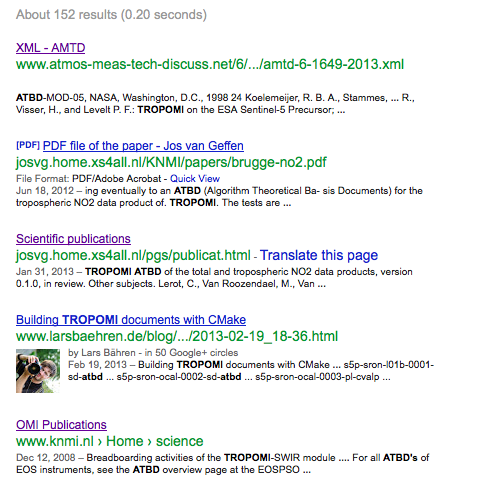 About 152 results (0.20 seconds)
XML - AMTD
www.atmos-meas-tech-discuss.net/6/.../amtd-6-1649-2013.xml
ATBD-MOD-05, NASA, Washington, D.C., 1998 24 Koelemeijer, R. B. A., Stammes, ... R.,
Visser, H., and Levelt P. F.: TROPOMI on the ESA Sentinel-5 Precursor; ...
[PDF] PDF file of the paper - Jos van Geffen
josvg.home.xs4all.nl/KNMI/papers/brugge-no2.pdf
File Format: PDF/Adobe Acrobat - Quick View
Jun 18, 2012 – ing eventually to an ATBD (Algorithm Theoretical Ba- sis Documents) for the
tropospheric NO2 data product of. TROPOMI. The tests are ...
Scientific publications
josvg.home.xs4all.nl/pgs/publicat.html - Translate this page
Jan 31, 2013 – TROPOMI ATBD of the total and tropospheric NO2 data products, version
0.1.0, in review. Other subjects. Lerot, C., Van Roozendael, M., Van ...
Building TROPOMI documents with CMake
www.larsbaehren.de/blog/.../2013-02-19_18-36.html
by Lars Bähren - in 50 Google+ circles
Feb 19, 2013 – Building TROPOMI documents with CMake ... s5p-sron-l01b-0001-
sd-atbd ... s5p-sron-ocal-0002-sd-atbd ... s5p-sron-ocal-0003-pl-cvalp ...
OMI Publications
www.knmi.nl › Home › science
Dec 12, 2008 – Breadboarding activities of the TROPOMI-SWIR module .... For all ATBD's of
EOS instruments, see the ATBD overview page at the EOSPSO ...